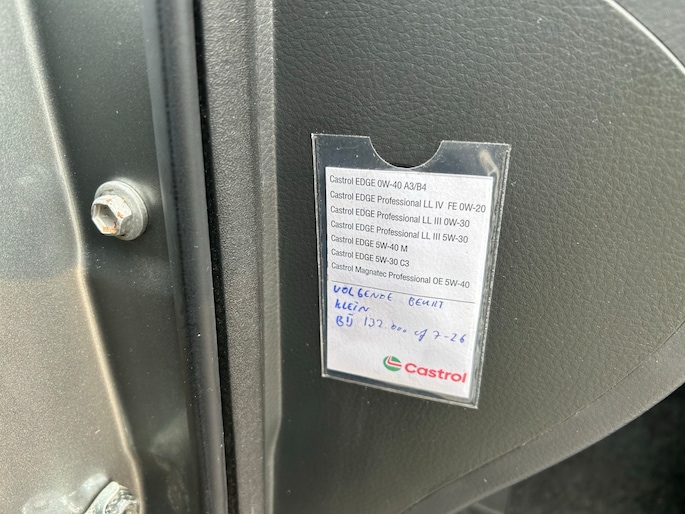 Castrol EDGE 0W-40 A3/B4
Castrol EDGE Professional LL IV FE 0W-20
Castrol EDGE Professional LL III 0W-30
Castrol EDGE Professional LL III 5W-30
Castrol EDGE 5W-40 M
Castrol EDGE 5W-30 C3
Castrol Magnatec Professional OE 5W-40
VOLGENDE BEURT
KLEIN
BIJ 137.000 of 7-26
Castrol